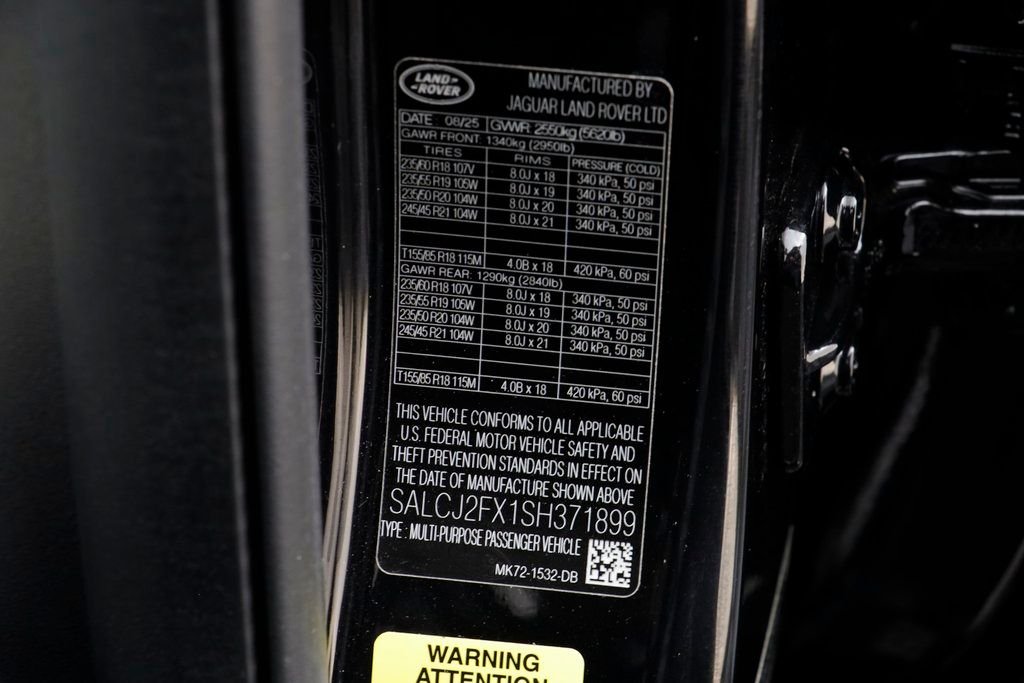 LAND-
-ROVER
MANUFACTURED BY
JAGUAR LAND ROVER LTD
DATE 08/25 GVWR 2550kg (5620lb)
GAWR FRONT: 1340kg (2950lb)
TIRES RIMS PRESSURE (COLD)
235/60 R18 107V 8.0J x 18 340 kPa, 50 psi
235/55 R19 105W 8.0J x 19 340 kPa, 50 psi
235/50 R20 104W 8.0J x 20 340 kPa, 50 psi
245/45 R21 104W 8.0J x 21 340 kPa, 50 psi
T155/85 R18 115M 4.0B x 18 420 kPa, 60 psi
GAWR REAR: 1290kg (2840lb)
235/60 R18 107V 8.0J x 18 340 kPa, 50 psi
235/55 R19 105W 8.0J x 19 340 kPa, 50 psi
235/50 R20 104W 8.0J x 20 340 kPa, 50 psi
245/45 R21 104W 8.0J x 21 340 kPa, 50 psi
T155/85 R18 115M 4.0B x 18 420 kPa, 60 psi
THIS VEHICLE CONFORMS TO ALL APPLICABLE
U.S. FEDERAL MOTOR VEHICLE SAFETY AND
THEFT PREVENTION STANDARDS IN EFFECT ON
THE DATE OF MANUFACTURE SHOWN ABOVE
SALCJ2FX1SH371899
TYPE : MULTI-PURPOSE PASSENGER VEHICLE
MK72-1532-DB
WARNING
ATTENTION